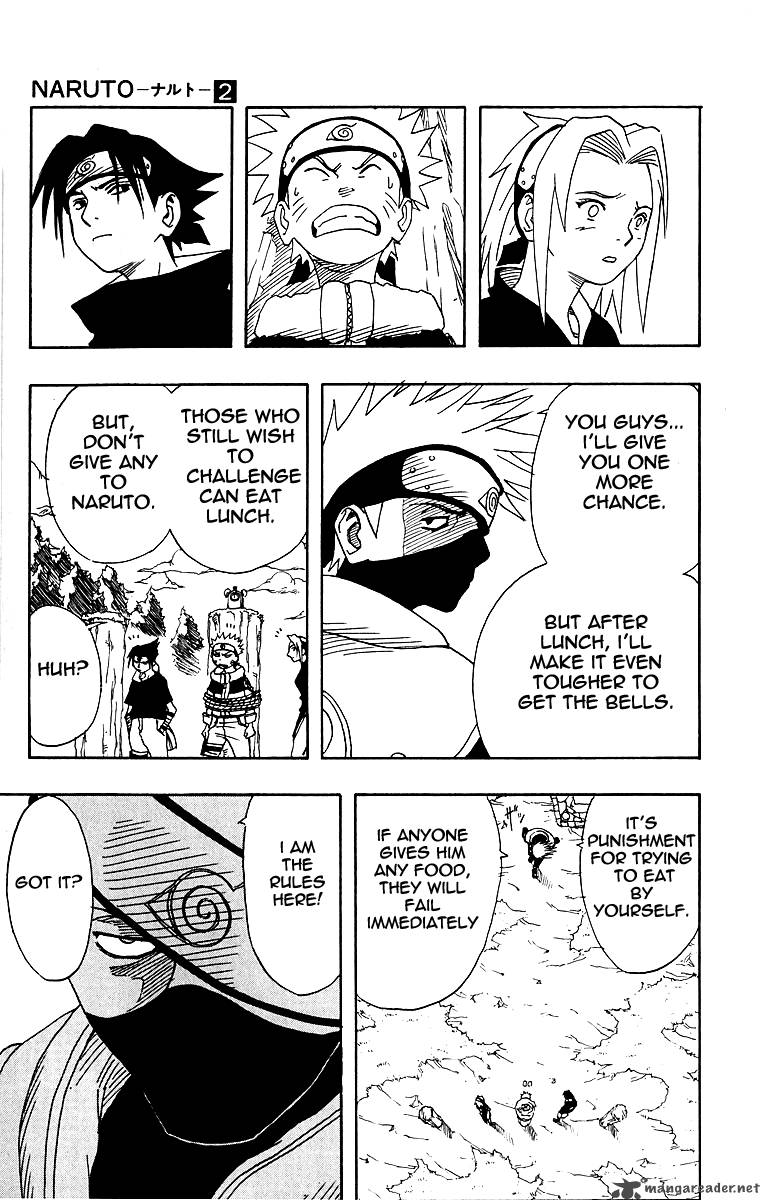 NARUTO-ナルト-2
YOU GUYS...
I'LL GIVE
YOU ONE
MORE
CHANCE.
BUT AFTER
LUNCH, I'LL
MAKE IT EVEN
TOUGHER TO
GET THE BELLS.
THOSE WHO
STILL WISH
TO
CHALLENGE
CAN EAT
LUNCH.
BUT,
DON'T
GIVE ANY
TO
NARUTO.
HUH?
IT'S
PUNISHMENT
FOR TRYING
TO EAT
BY
YOURSELF.
IF ANYONE
GIVES HIM
ANY FOOD,
THEY WILL
FAIL
IMMEDIATELY
I AM
THE
RULES
HERE!
GOT IT?
mangareader.net